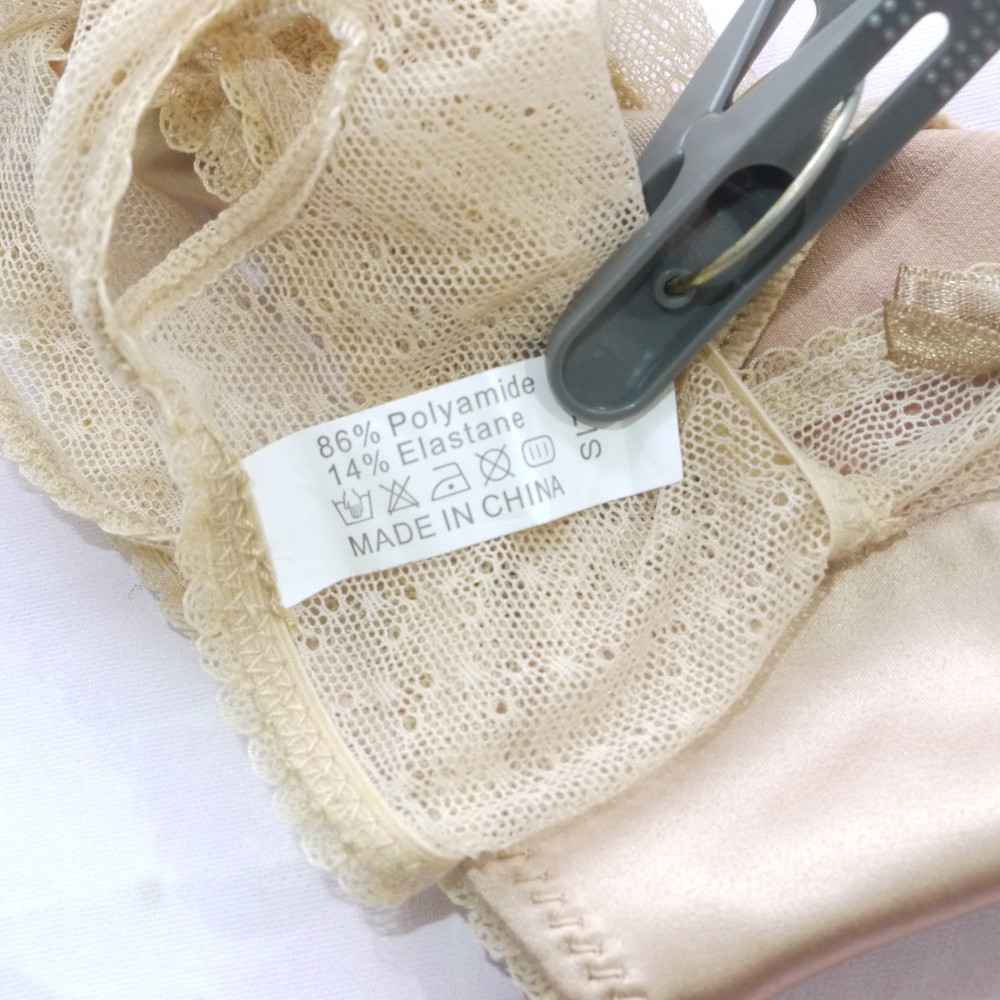 86% Polyamide
14% Elastane
MADE IN CHINA